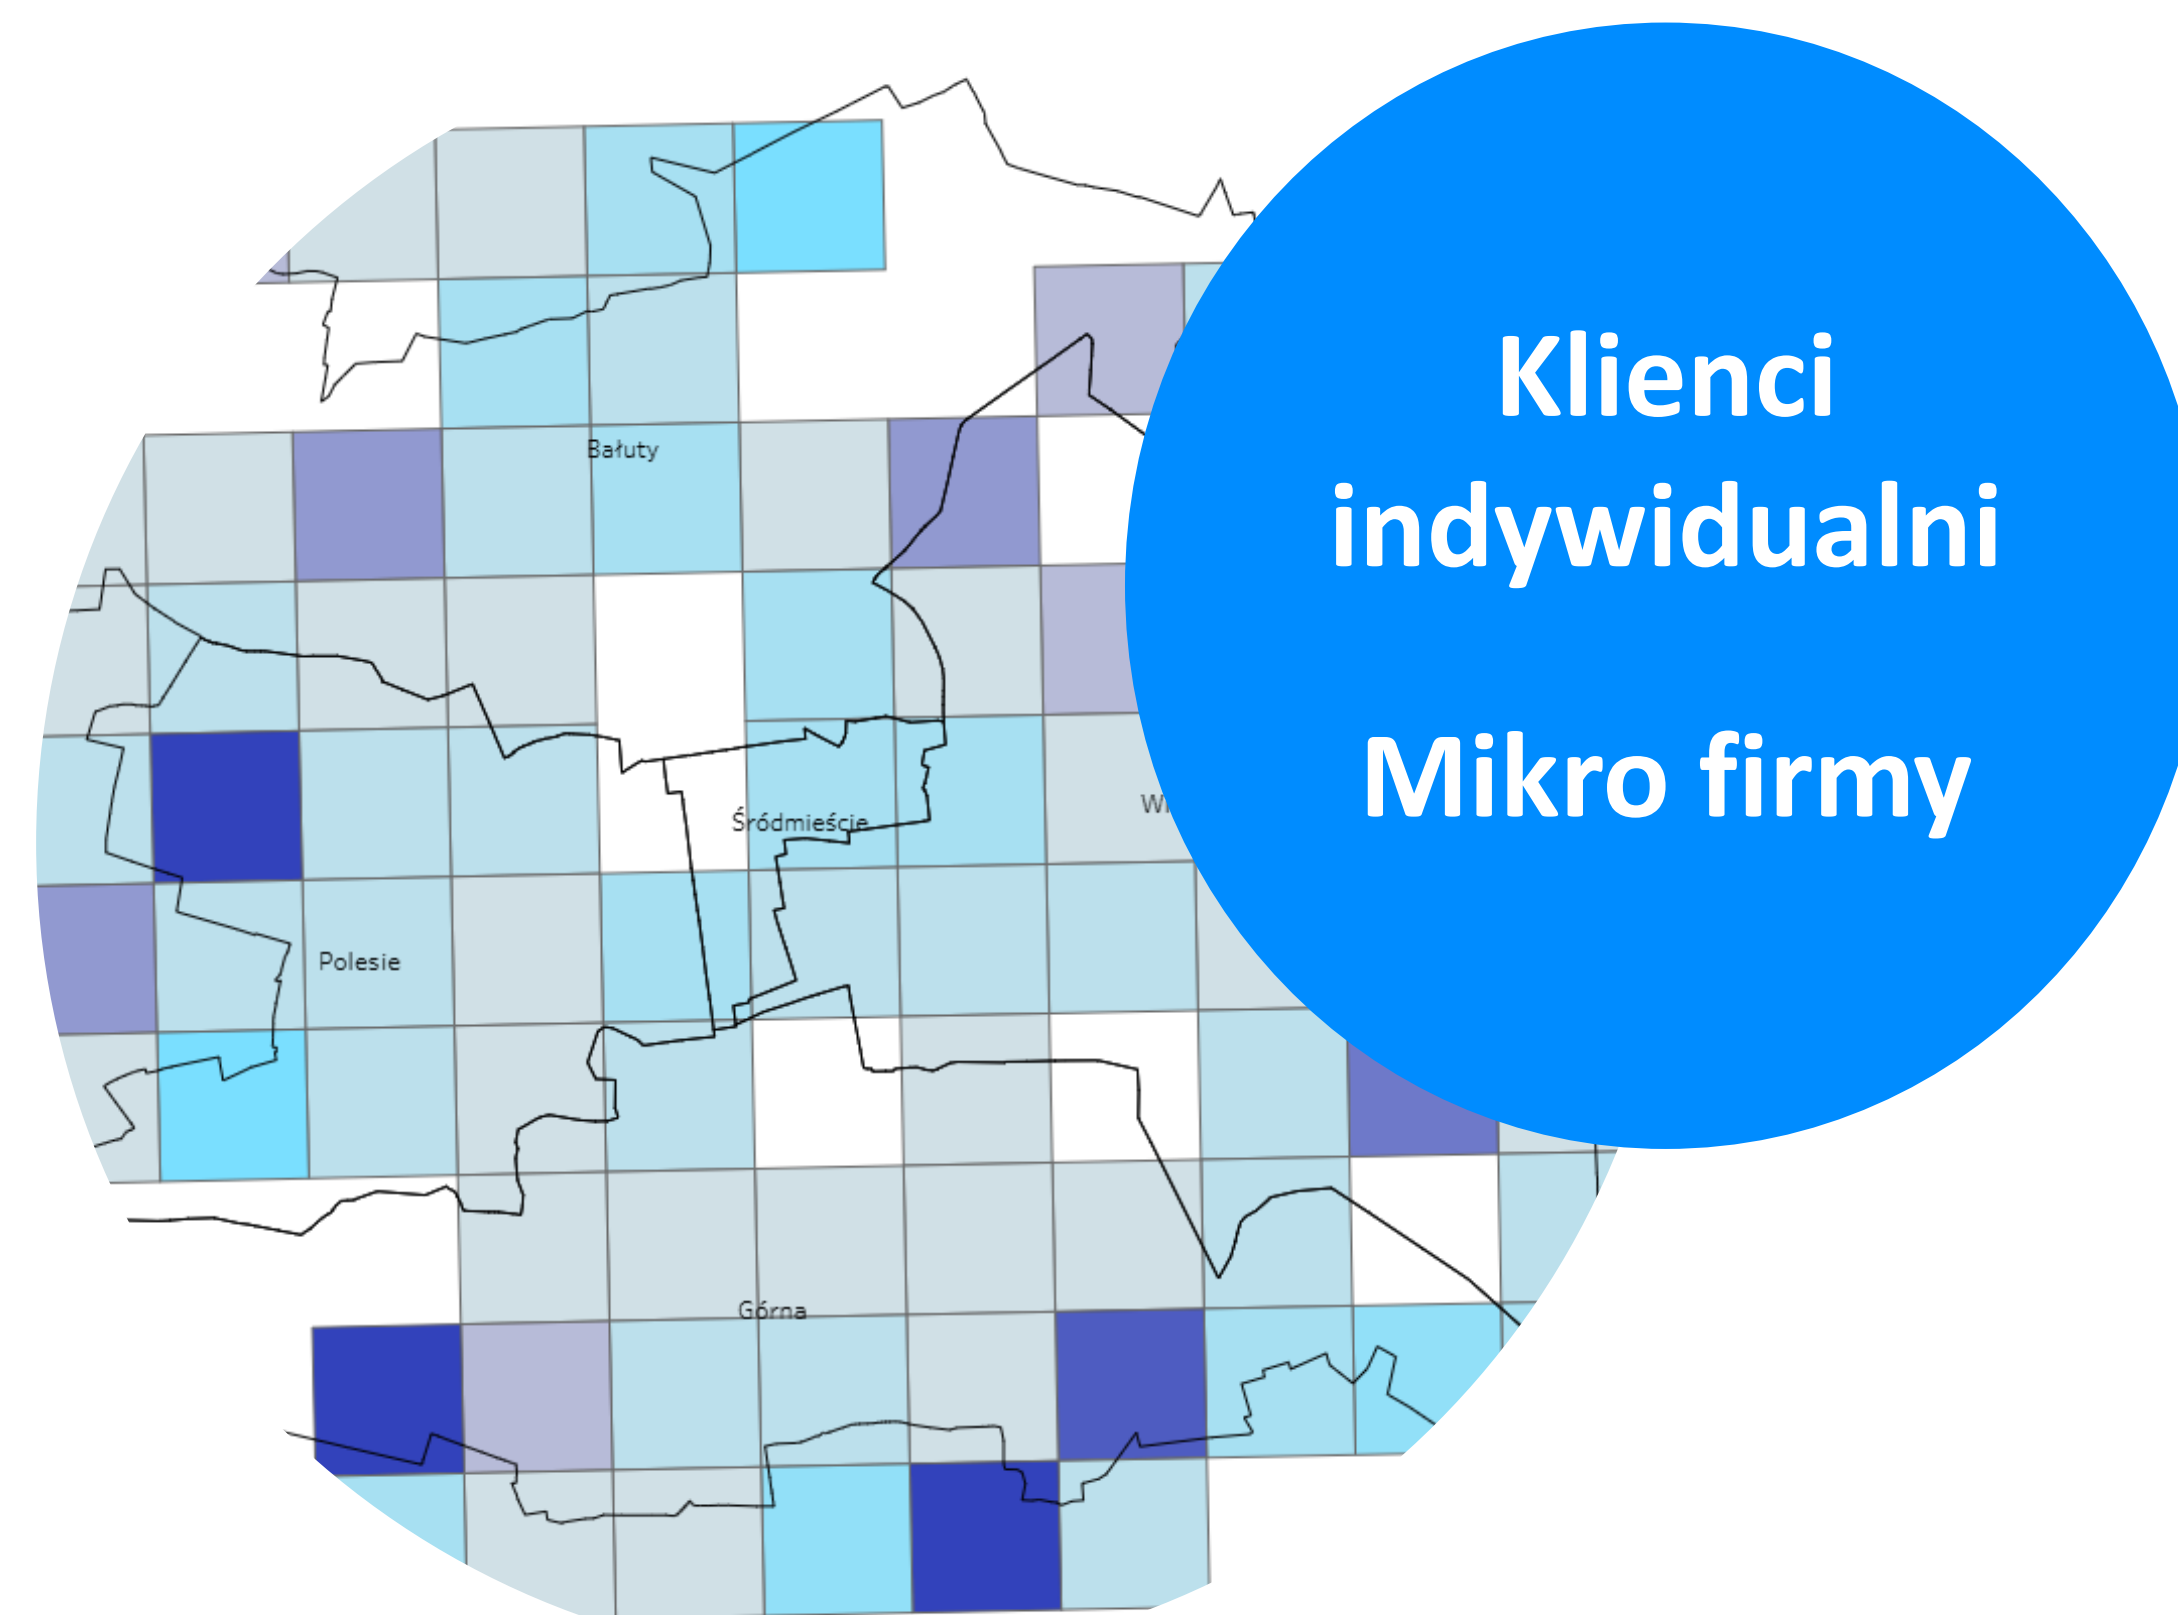 Klienci
indywidualni
Mikro firmy
Bałuty
Śródmieście
Polesie
Górna